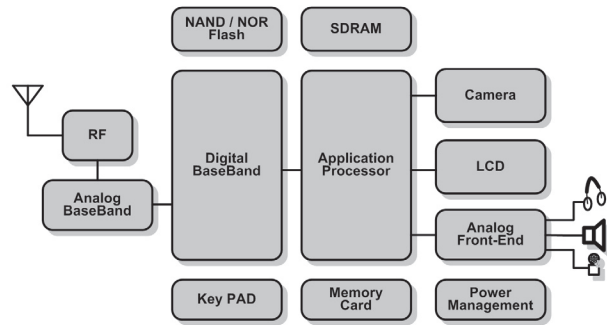 NAND / NOR
Flash
SDRAM
Camera
RF
Digital
BaseBand
Application
Processor
LCD
Analog
BaseBand
Analog
Front-End
Key PAD
Memory
Card
Power
Management